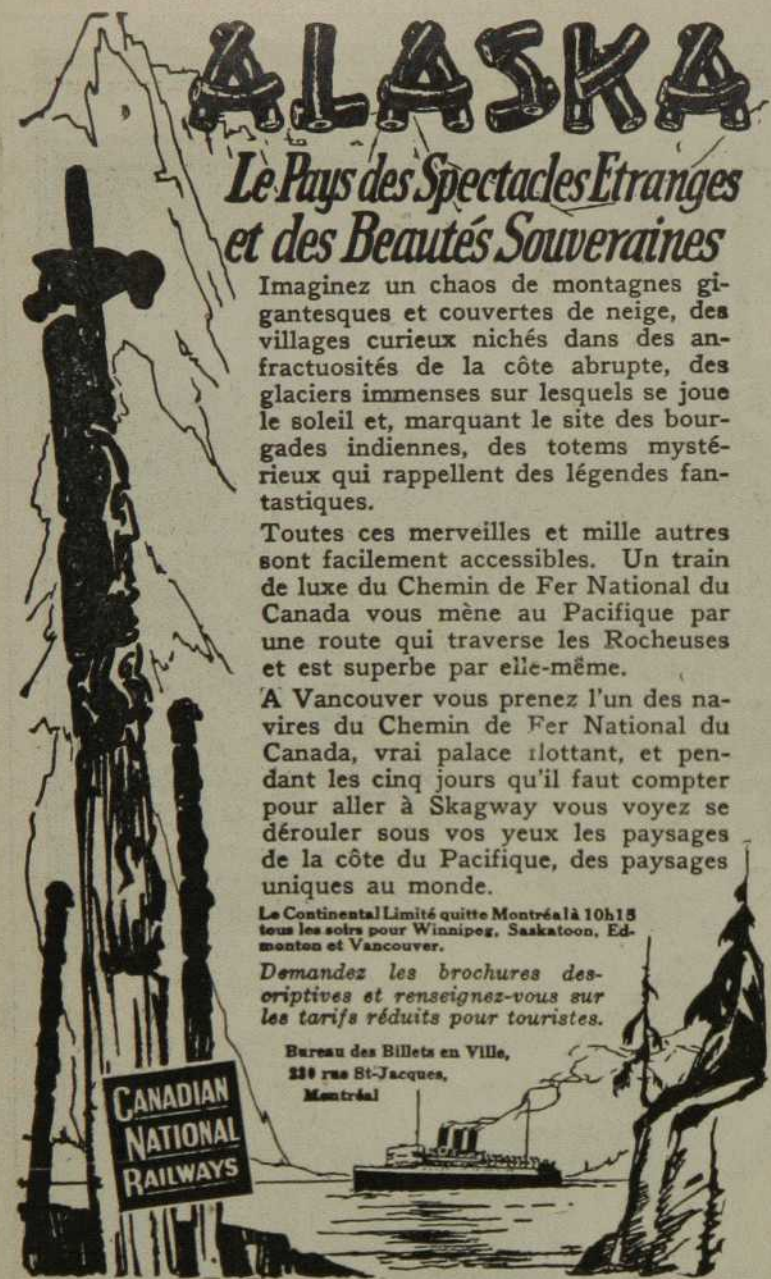 ALASKA
Le Pays des Spectacles Etranges
et des Beautés Souveraines
Imaginez un chaos de montagnes gi-
gantesques et couvertes de neige, des
villages curieux nichés dans des an-
fractuosités de la côte abrupte, des
glaciers immenses sur lesquels se joue
le soleil et, marquant le site des bour-
gades indiennes, des totems mysté-
rieux qui rappellent des légendes fan-
tastiques.
Toutes ces merveilles et mille autres
sont facilement accessibles. Un train
de luxe du Chemin de Fer National du
Canada vous mène au Pacifique par
une route qui traverse les Rocheuses
et est superbe par elle-même.
A Vancouver vous prenez l'un des na-
vires du Chemin de Fer National du
Canada, vrai palace flottant, et pen-
dant les cinq jours qu'il faut compter
pour aller à Skagway vous voyez se
dérouler sous vos yeux les paysages
de la côte du Pacifique, des paysages
uniques au monde.
Le Continental Limité quitte Montréal à 10h15
tous les soirs pour Winnipeg, Saskatoon, Ed-
monton et Vancouver.
Demandez les brochures des-
criptives et renseignez-vous sur
les tarifs réduits pour touristes.
Bureau des Billets en Ville,
230 rue St-Jacques,
Montréal
CANADIAN
NATIONAL
RAILWAYS